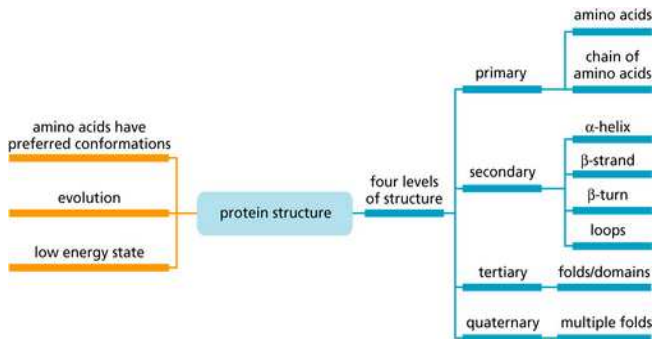 amino acids
chain of
amino acids
primary
α-helix
β-strand
β-turn
loops
secondary
amino acids have
preferred conformations
evolution
low energy state
protein structure
four levels
of structure
tertiary
folds/domains
quaternary
multiple folds